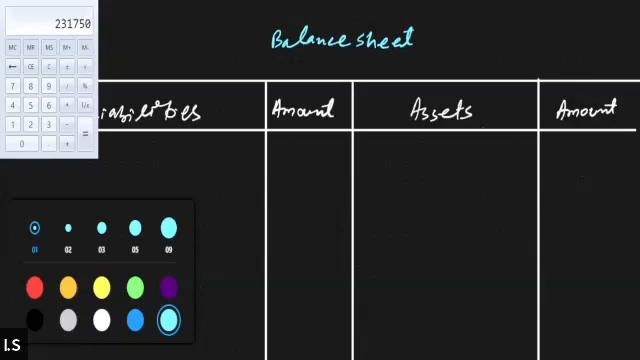 231750
Balance sheet
MC MR MS M+ M-
← CE C ± √
iabilities Amount Assets Amount
7 8 9 / %
4 5 6 * 1/x
1 2 3 - =
0 . +
01 02 03 05 09
I.S